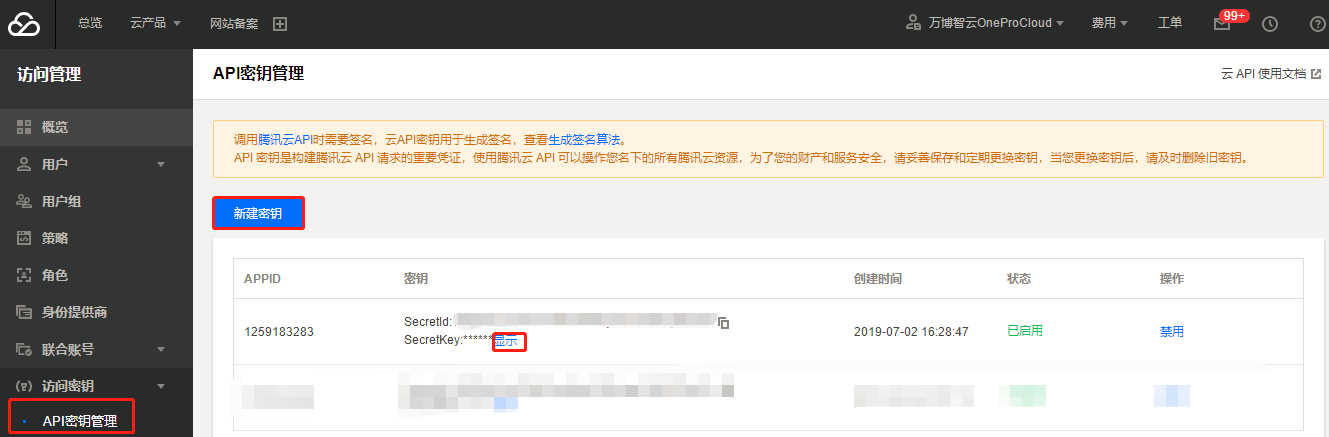 总览
云产品
网站备案
万博智云OneProCloud
费用
工单
99+
访问管理
API密钥管理
云 API 使用文档
概览
用户
用户组
策略
角色
身份提供商
联合账号
访问密钥
API密钥管理
调用腾讯云API时需要签名，云API密钥用于生成签名，查看生成签名算法。
API 密钥是构建腾讯云 API 请求的重要凭证，使用腾讯云 API 可以操作您名下的所有腾讯云资源，为了您的财产和服务安全，请妥善保存和定期更换密钥，当您更换密钥后，请及时删除旧密钥。
新建密钥
APPID 密钥 创建时间 状态 操作
SecretId:
1259183283 2019-07-02 16:28:47 已启用 禁用
SecretKey:******显示